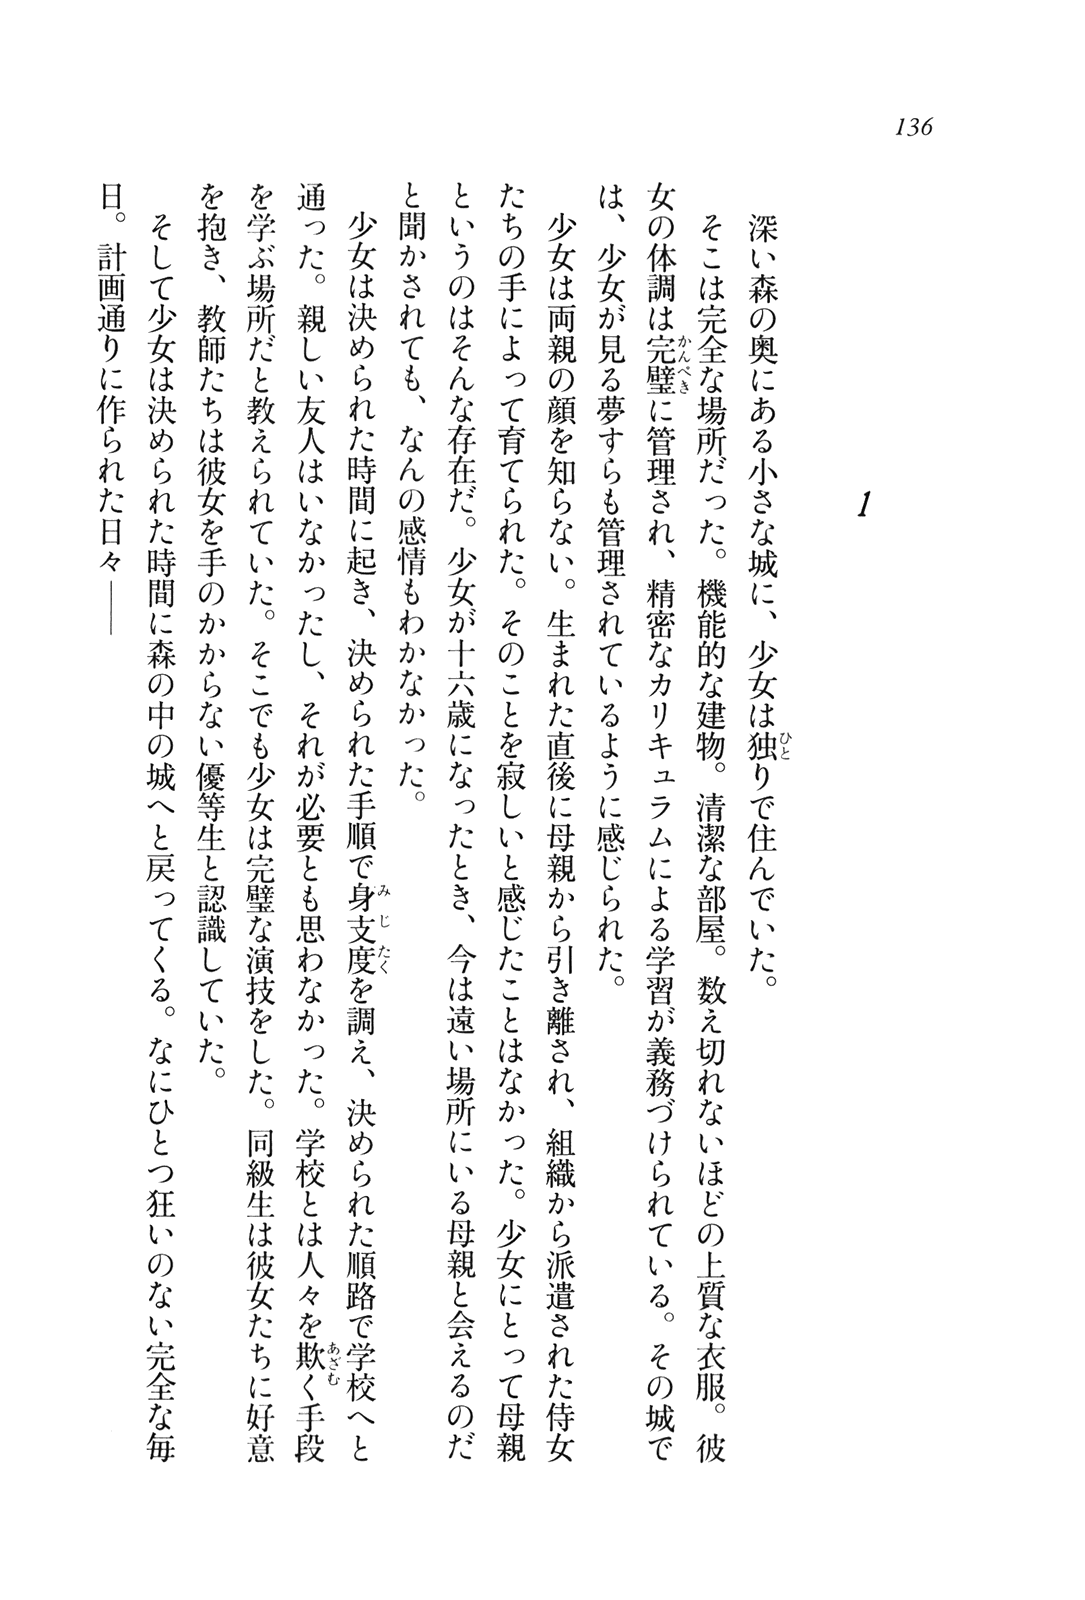 136
1
深い森の奥にある小さな城に、少女は独りで住んでいた。
そこは完全な場所だった。機能的な建物。清潔な部屋。数え切れないほどの上質な衣服。彼
女の体調は完璧に管理され、精密なカリキュラムによる学習が義務づけられている。その城で
は、少女が見る夢すらも管理されているように感じられた。
少女は両親の顔を知らない。生まれた直後に母親から引き離され、組織から派遣された侍女
たちの手によって育てられた。そのことを寂しいと感じたことはなかった。少女にとって母親
というのはそんな存在だ。少女が十六歳になったとき、今は遠い場所にいる母親と会えるのだ
と聞かされても、なんの感情もわかなかった。
少女は決められた時間に起き、決められた手順で身支度を調え、決められた順路で学校へと
通った。親しい友人はいなかったし、それが必要とも思わなかった。学校とは人々を欺く手段
を学ぶ場所だと教えられていた。そこでも少女は完璧な演技をした。同級生は彼女たちに好意
を抱き、教師たちは彼女を手のかからない優等生と認識していた。
そして少女は決められた時間に森の中の城へと戻ってくる。なにひとつ狂いのない完全な毎
日。計画通りに作られた日々――